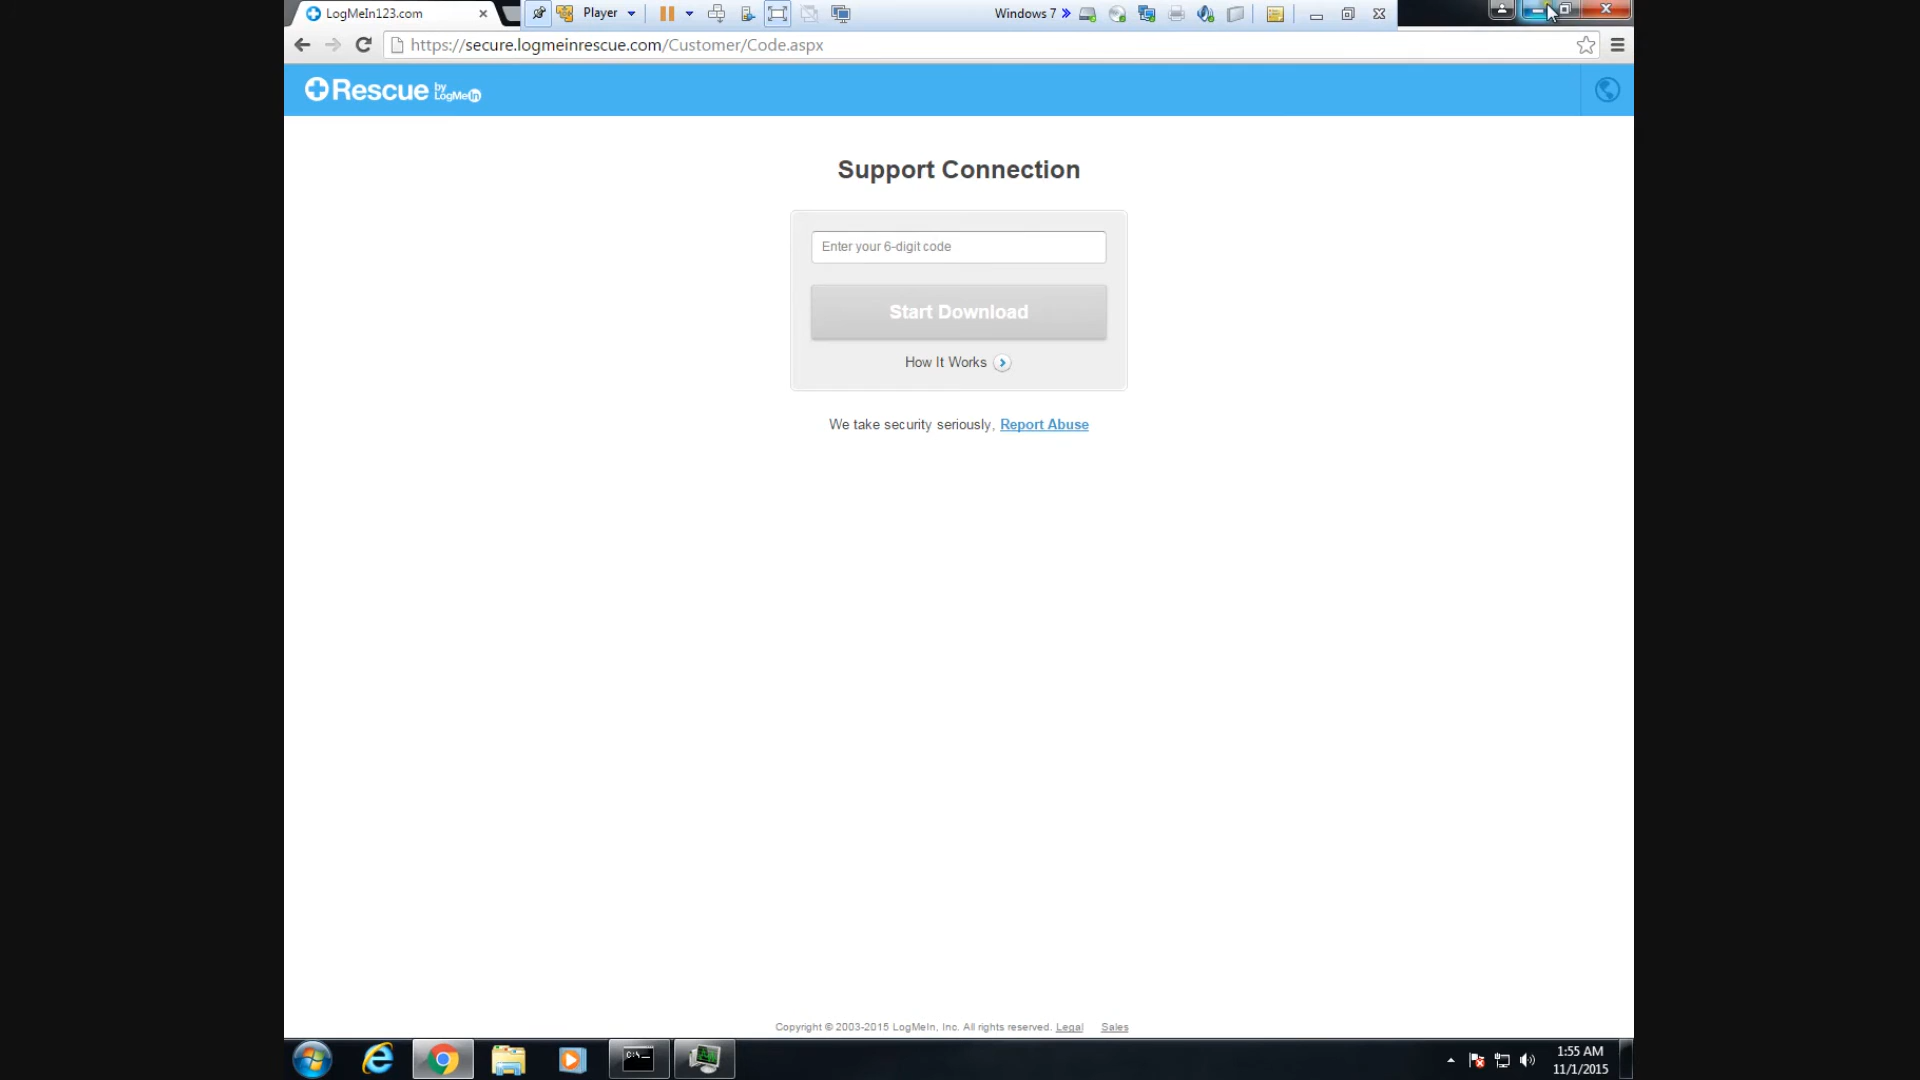 LogMeIn123.com
Player
Windows 7
https://secure.logmeinrescue.com/Customer/Code.aspx
Rescue by LogMeIn
Support Connection
Enter your 6-digit code
Start Download
How It Works
We take security seriously, Report Abuse
Copyright © 2003-2015 LogMeIn, Inc. All rights reserved. Legal Sales
C:\
1:55 AM
11/1/2015